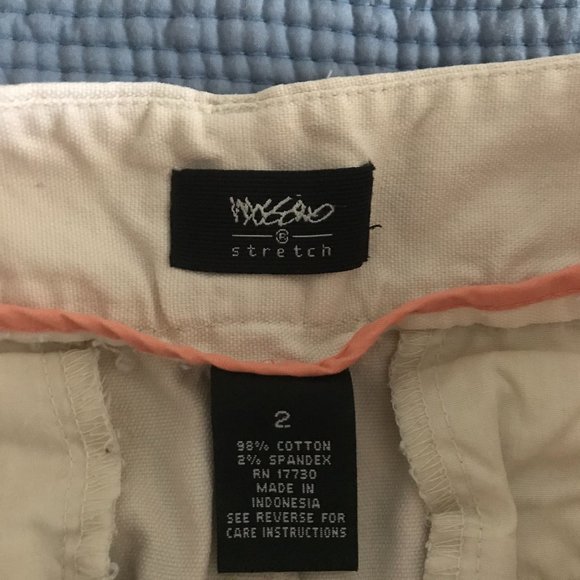 mossimo
®
stretch
2
98% COTTON
2% SPANDEX
RN 17730
MADE IN
INDONESIA
SEE REVERSE FOR
CARE INSTRUCTIONS